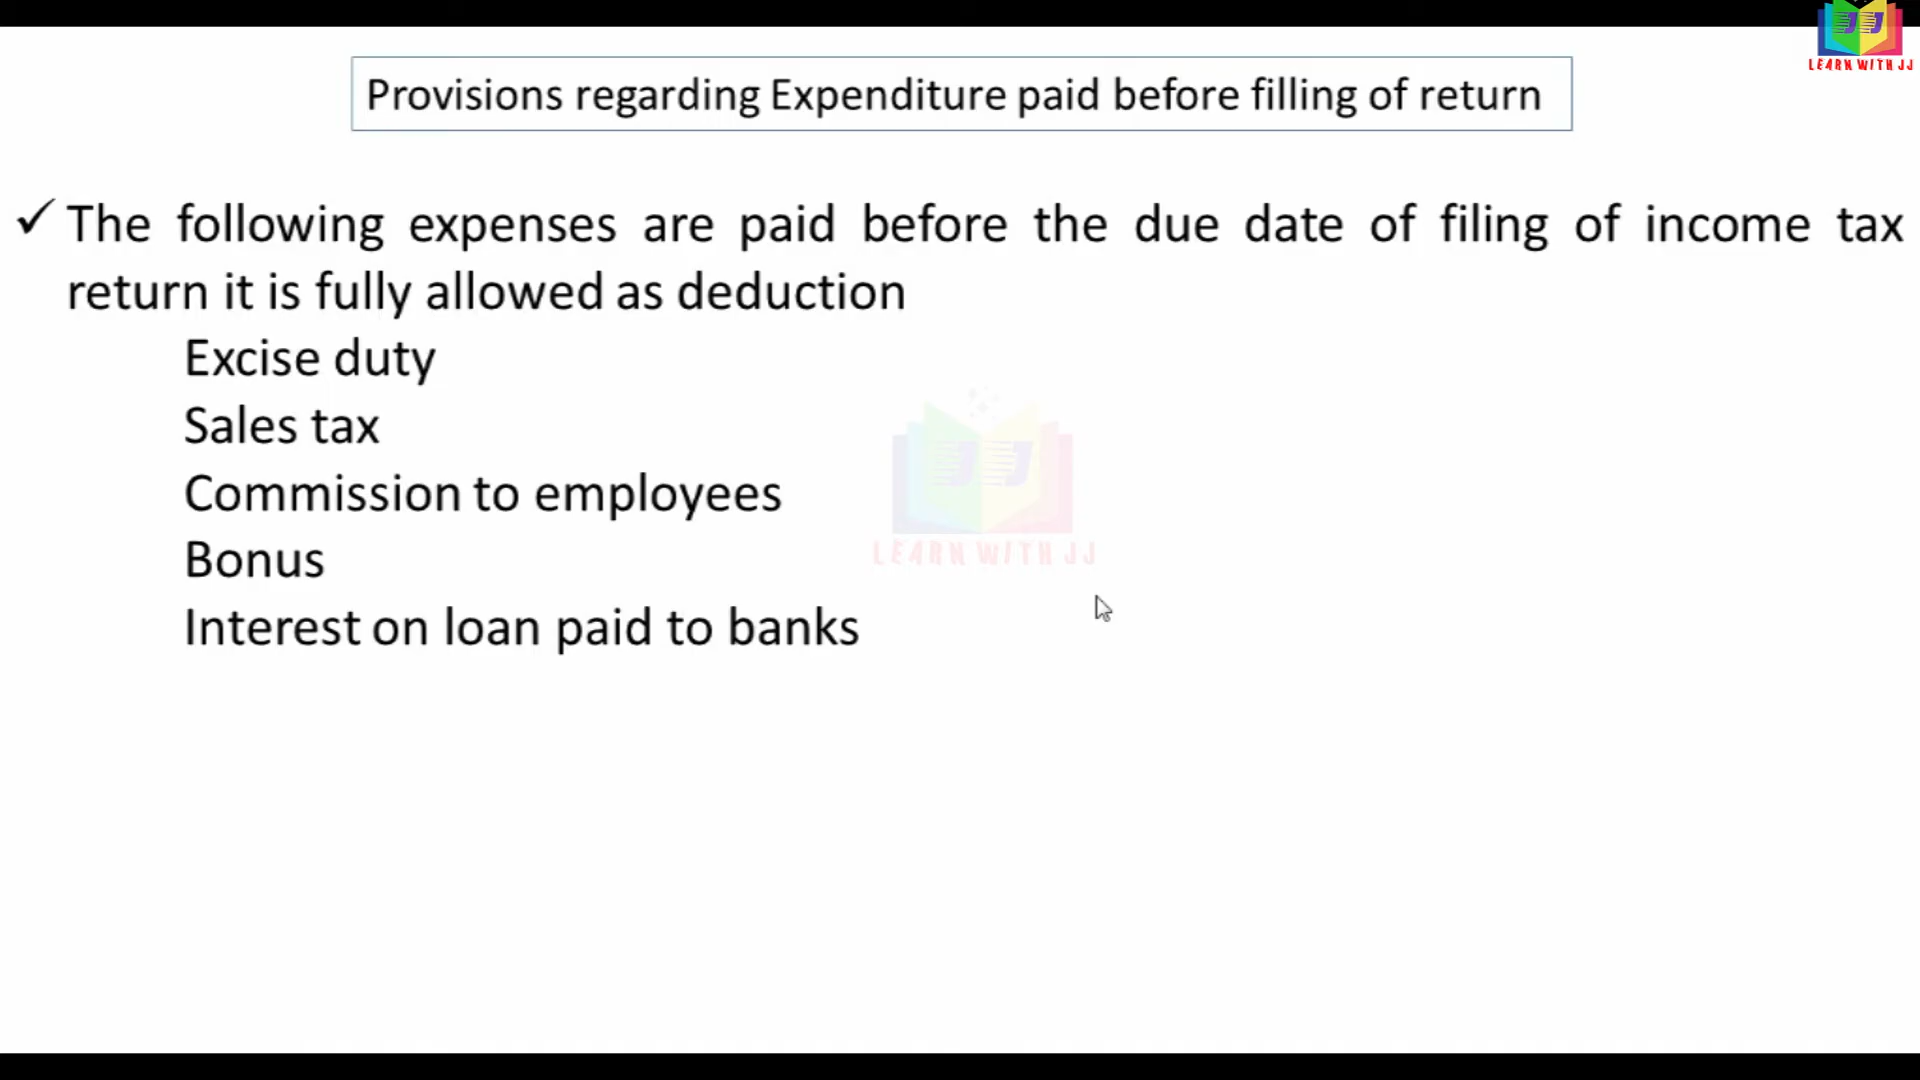 LEARN WITH JJ
Provisions regarding Expenditure paid before filling of return
✓ The following expenses are paid before the due date of filing of income tax
return it is fully allowed as deduction
Excise duty
Sales tax
Commission to employees
Bonus
Interest on loan paid to banks
JJ
LEARN WITH JJ